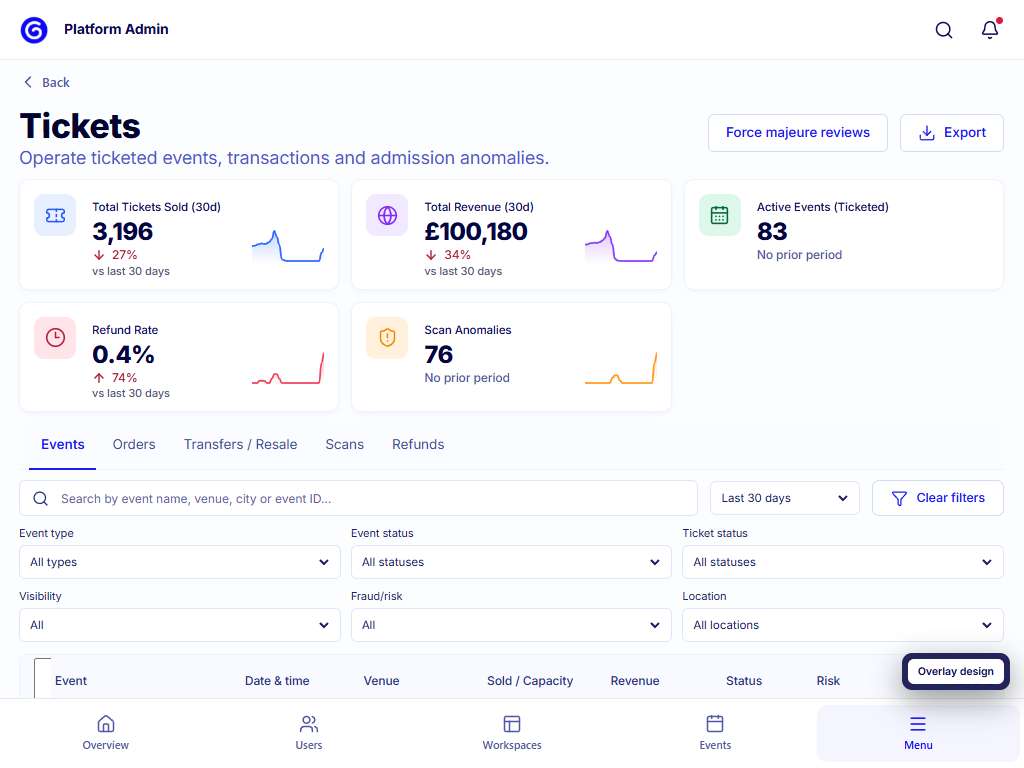 Platform Admin
Back
Tickets
Operate ticketed events, transactions and admission anomalies.
Force majeure reviews
Export
Total Tickets Sold (30d)
3,196
27%
vs last 30 days
Total Revenue (30d)
£100,180
34%
vs last 30 days
Active Events (Ticketed)
83
No prior period
Refund Rate
0.4%
74%
vs last 30 days
Scan Anomalies
76
No prior period
Events Orders Transfers / Resale Scans Refunds
Search by event name, venue, city or event ID...
Last 30 days
Clear filters
Event type
All types
Event status
All statuses
Ticket status
All statuses
Visibility
All
Fraud/risk
All
Location
All locations
Event Date & time Venue Sold / Capacity Revenue Status Risk
Overlay design
Overview Users Workspaces Events Menu